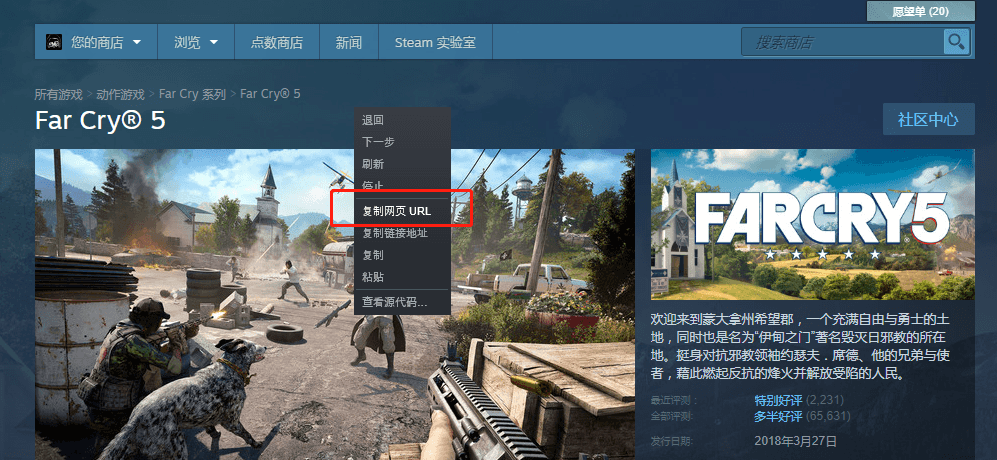 愿望单 (20)
您的商店 浏览 点数商店 新闻 Steam 实验室 搜索商店
所有游戏 > 动作游戏 > Far Cry 系列 > Far Cry® 5
Far Cry® 5
社区中心
退回
下一步
刷新
停止
复制网页 URL
复制链接地址
复制
粘贴
查看源代码...
FARCRY5
欢迎来到蒙大拿州希望郡，一个充满自由与勇士的土
地，同时也是名为“伊甸之门”著名毁灭日邪教的所在
地。挺身对抗邪教领袖约瑟夫．席德、他的兄弟与使
者，藉此燃起反抗的烽火并解放受陷的人民。
最近评测： 特别好评 (2,231)
全部评测: 多半好评 (65,631)
发行日期: 2018年3月27日